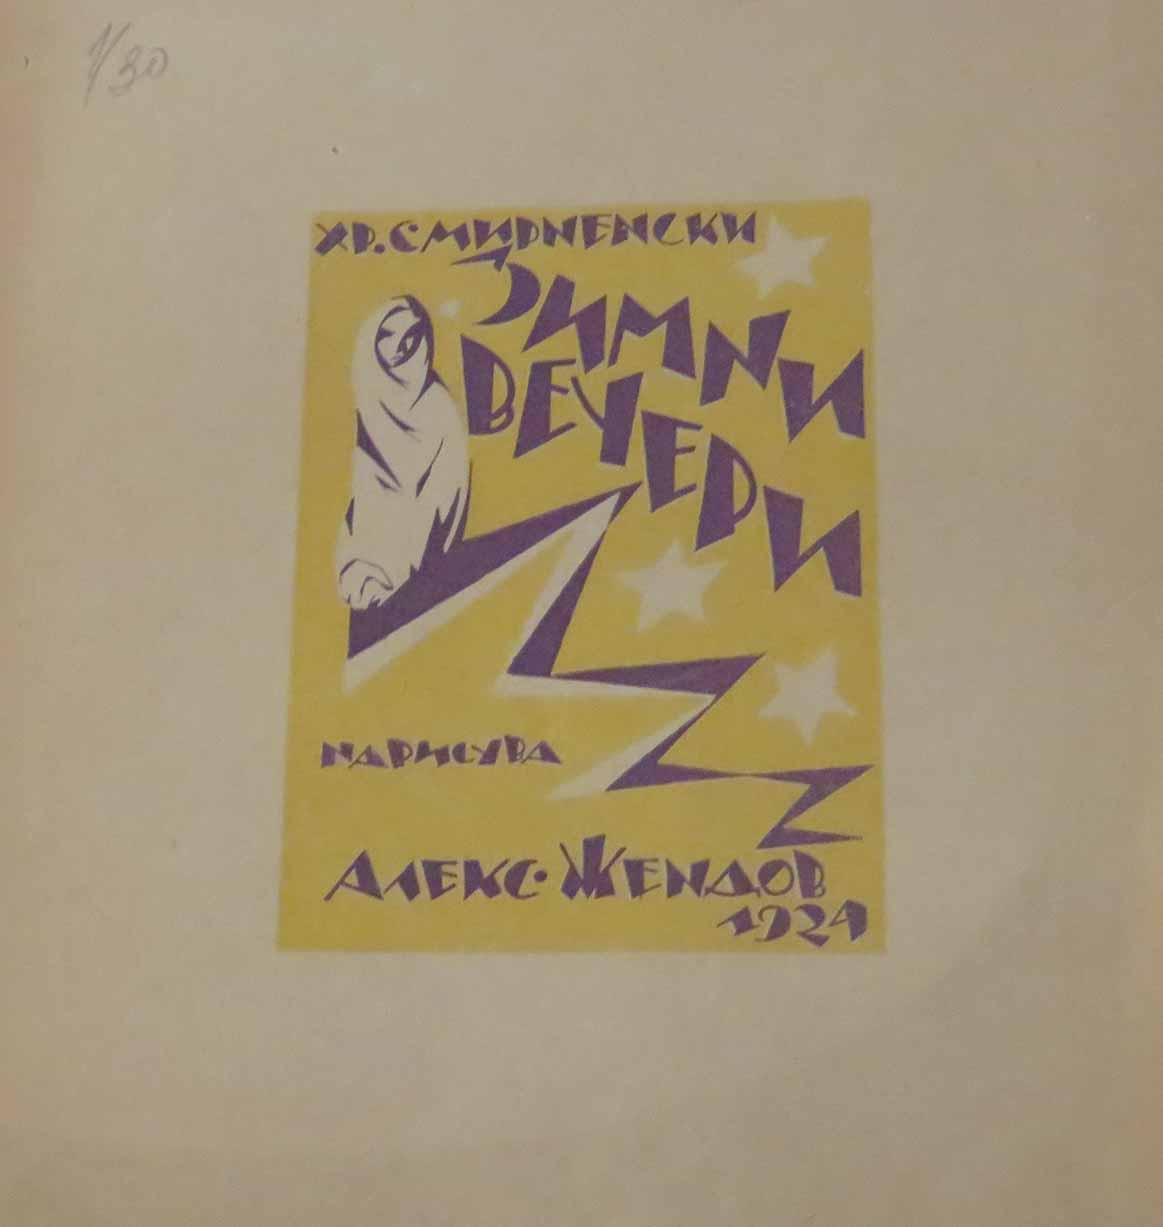 1/30
ХР. СМИРНЕНСКИ
ЗИМНИ
ВЕЧЕРИ
НАРИСУВА
АЛЕКС. ЖЕНДОВ
1924